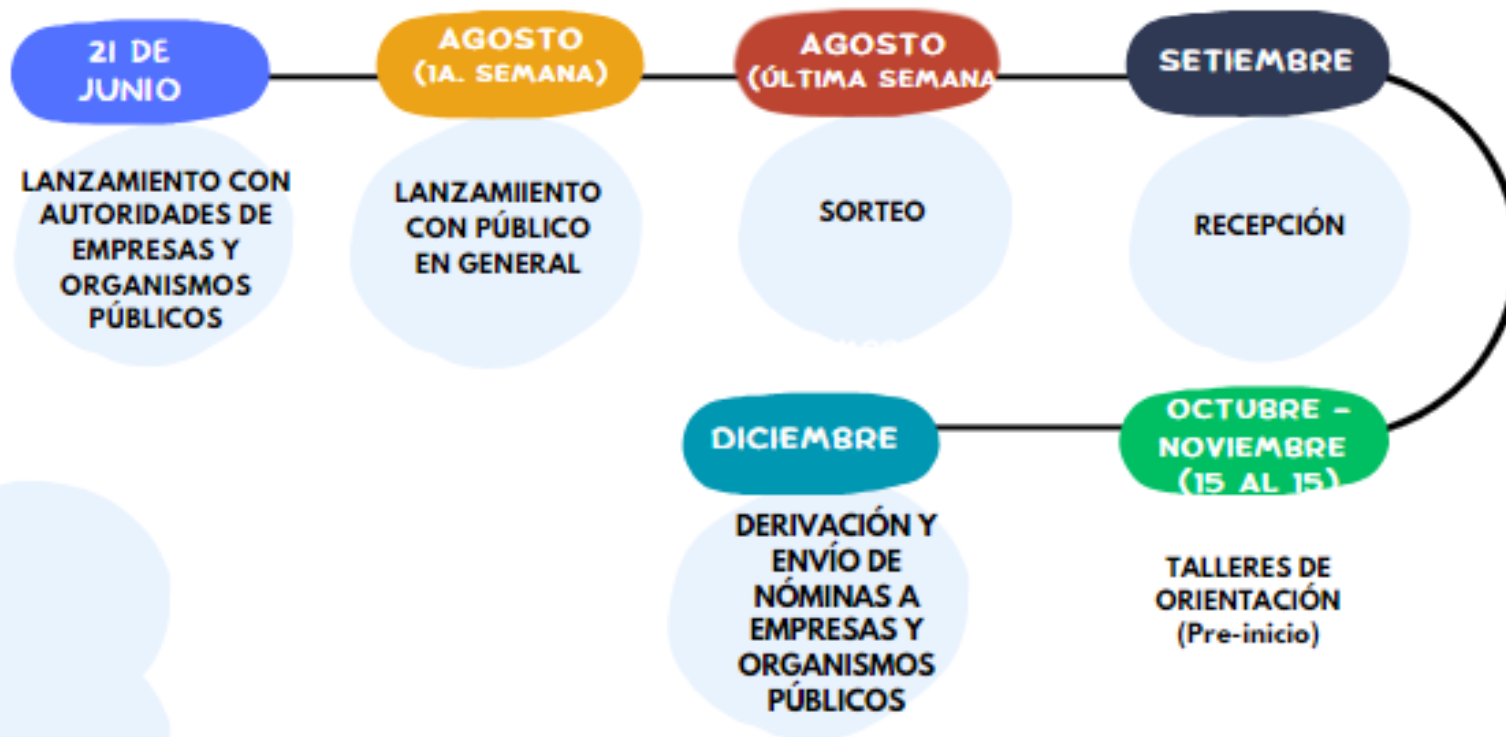 21 DE
JUNIO
AGOSTO
(1A. SEMANA)
AGOSTO
(ÚLTIMA SEMANA
SETIEMBRE
LANZAMIENTO CON
AUTORIDADES DE
EMPRESAS Y
ORGANISMOS
PÚBLICOS
LANZAMIIENTO
CON PÚBLICO
EN GENERAL
SORTEO
RECEPCIÓN
OCTUBRE -
NOVIEMBRE
(15 AL 15)
TALLERES DE
ORIENTACIÓN
(Pre-inicio)
DICIEMBRE
DERIVACIÓN Y
ENVÍO DE
NÓMINAS A
EMPRESAS Y
ORGANISMOS
PÚBLICOS